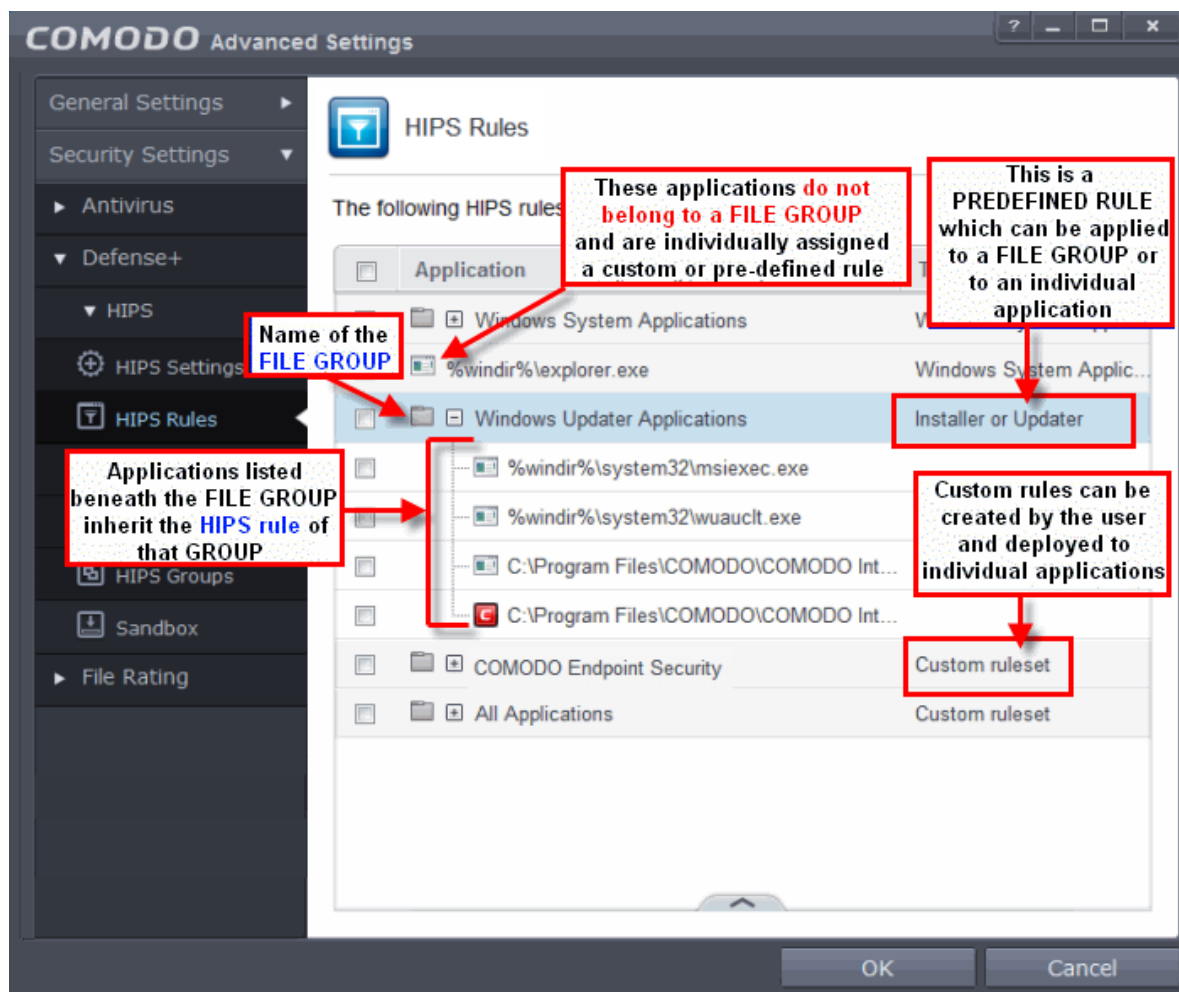 COMODO Advanced Settings
?
General Settings
Security Settings
Antivirus
Defense+
HIPS
HIPS Settings
HIPS Rules
HIPS Groups
Sandbox
File Rating
HIPS Rules
The following HIPS rules
These applications do not
belong to a FILE GROUP
and are individually assigned
a custom or pre-defined rule
This is a
PREDEFINED RULE
which can be applied
to a FILE GROUP or
to an individual
application
Application
Windows System Applications
Name of the
FILE GROUP
%windir%\explorer.exe
Windows System Applic...
Windows Updater Applications
Installer or Updater
Applications listed
beneath the FILE GROUP
inherit the HIPS rule of
that GROUP
%windir%\system32\msiexec.exe
%windir%\system32\wuauclt.exe
C:\Program Files\COMODO\COMODO Int...
C:\Program Files\COMODO\COMODO Int...
Custom rules can be
created by the user
and deployed to
individual applications
COMODO Endpoint Security
Custom ruleset
All Applications
Custom ruleset
OK
Cancel